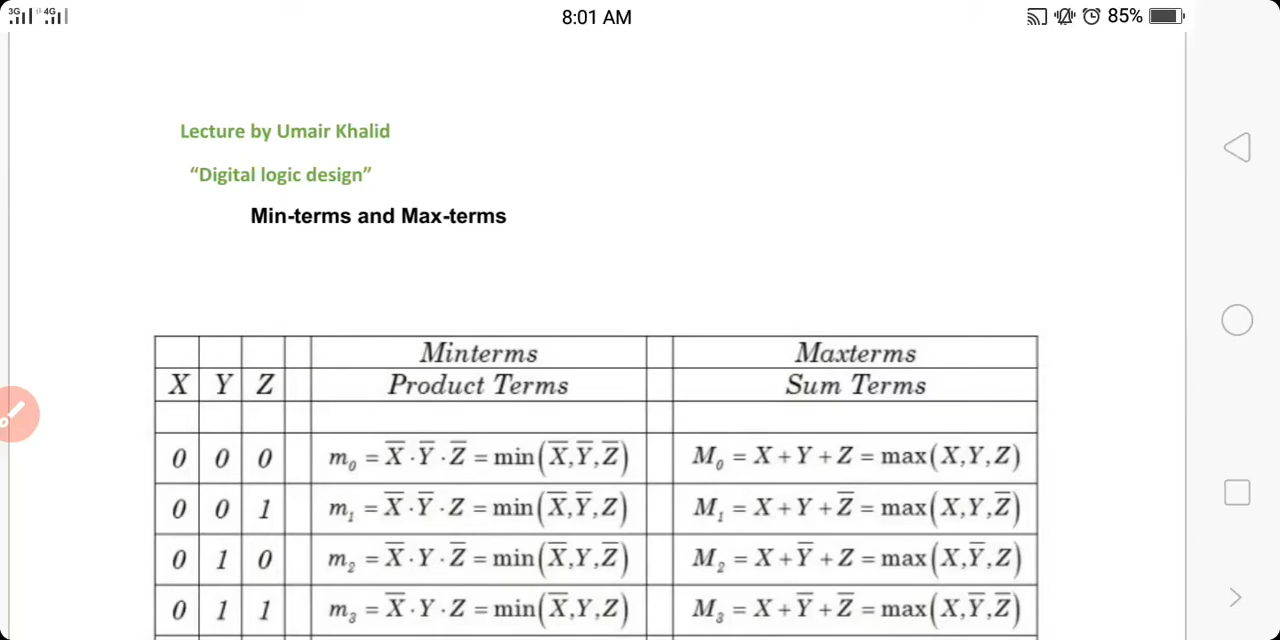 3G 4G 8:01 AM 85%
Lecture by Umair Khalid
“Digital logic design”
Min-terms and Max-terms
Minterms Maxterms
X Y Z Product Terms Sum Terms
0 0 0 m₀ = X̅ · Y̅ · Z̅ = min(X̅,Y̅,Z̅) M₀ = X + Y + Z = max(X,Y,Z)
0 0 1 m₁ = X̅ · Y̅ · Z = min(X̅,Y̅,Z) M₁ = X + Y + Z̅ = max(X,Y,Z̅)
0 1 0 m₂ = X̅ · Y · Z̅ = min(X̅,Y,Z̅) M₂ = X + Y̅ + Z = max(X,Y̅,Z)
0 1 1 m₃ = X̅ · Y · Z = min(X̅,Y,Z) M₃ = X + Y̅ + Z̅ = max(X,Y̅,Z̅)